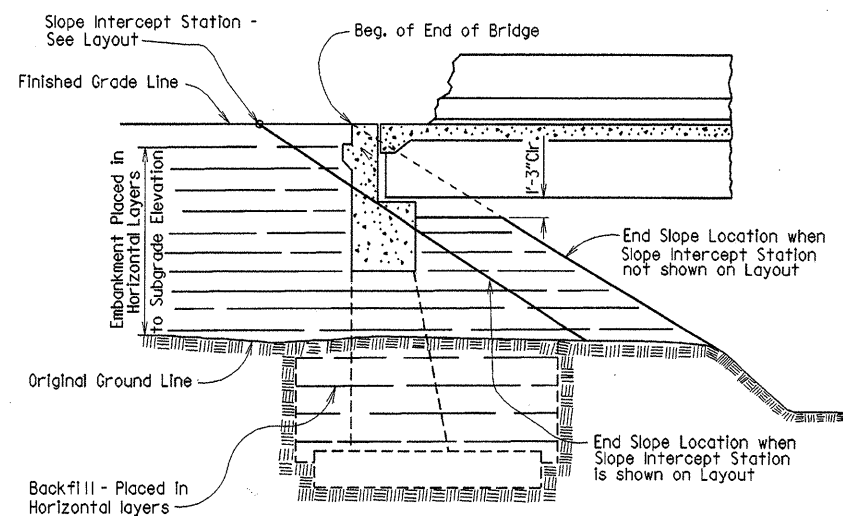 Slope Intercept Station -
See Layout
Beg. of End of Bridge
Finished Grade Line
Embankment Placed in
Horizontal Layers
to Subgrade Elevation
1'-3"Clr.
End Slope Location when
Slope Intercept Station
not shown on Layout
Original Ground Line
End Slope Location when
Slope Intercept Station
is shown on Layout
Backfill - Placed in
Horizontal layers